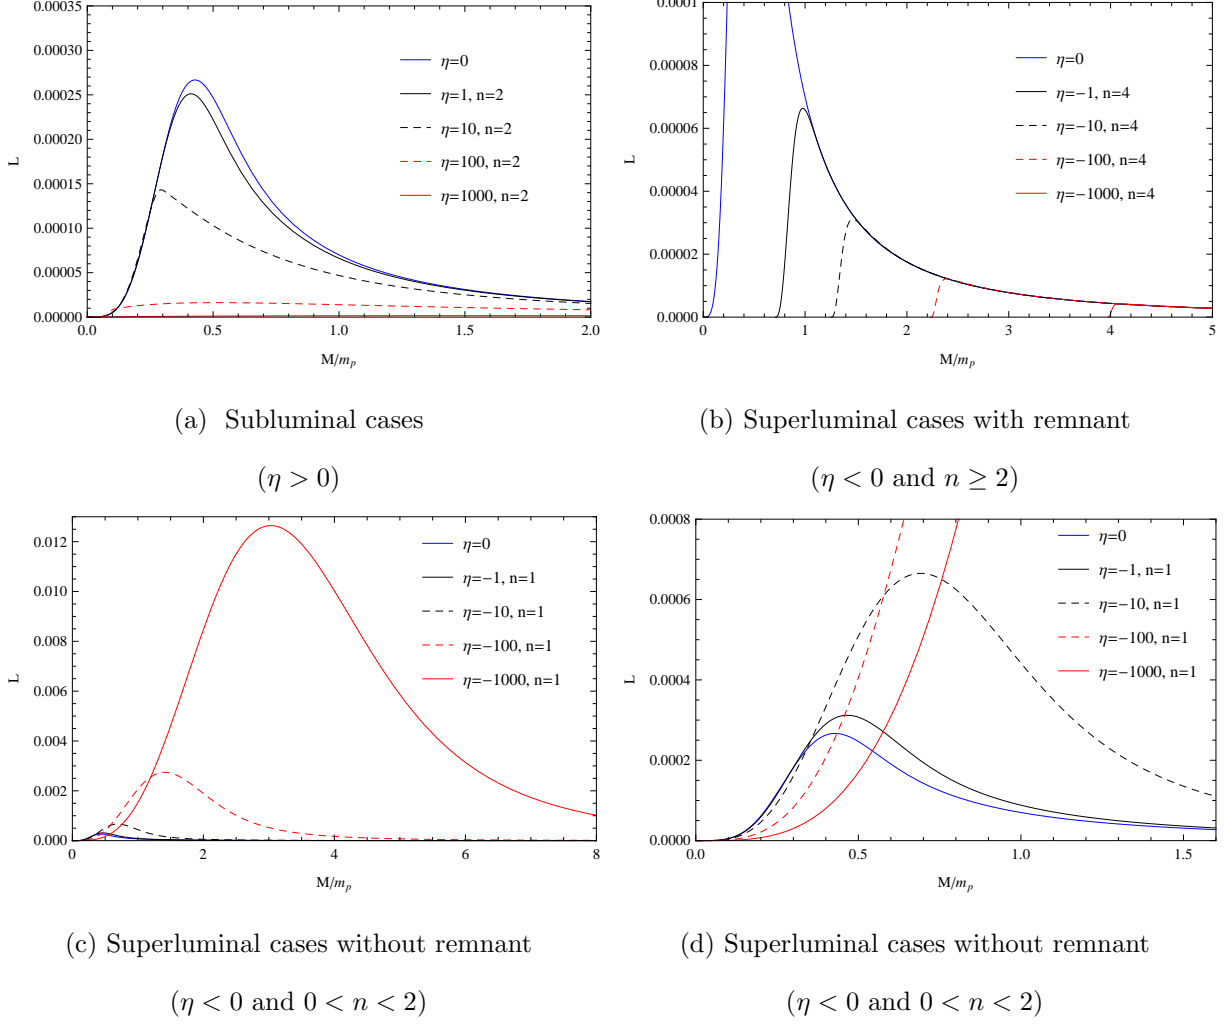 0.00035
0.00030
0.00025
0.00020
0.00015
0.00010
0.00005
0.00000
0.0 0.5 1.0 1.5 2.0
L
M/m_p
η=0
η=1, n=2
η=10, n=2
η=100, n=2
η=1000, n=2
(a) Subluminal cases
(η > 0)
0.0001
0.00008
0.00006
0.00004
0.00002
0.0000
0 1 2 3 4 5
L
M/m_p
η=0
η=−1, n=4
η=−10, n=4
η=−100, n=4
η=−1000, n=4
(b) Superluminal cases with remnant
(η < 0 and n ≥ 2)
0.012
0.010
0.008
0.006
0.004
0.002
0.000
0 2 4 6 8
L
M/m_p
η=0
η=−1, n=1
η=−10, n=1
η=−100, n=1
η=−1000, n=1
(c) Superluminal cases without remnant
(η < 0 and 0 < n < 2)
0.0008
0.0006
0.0004
0.0002
0.0000
0.0 0.5 1.0 1.5
L
M/m_p
η=0
η=−1, n=1
η=−10, n=1
η=−100, n=1
η=−1000, n=1
(d) Superluminal cases without remnant
(η < 0 and 0 < n < 2)